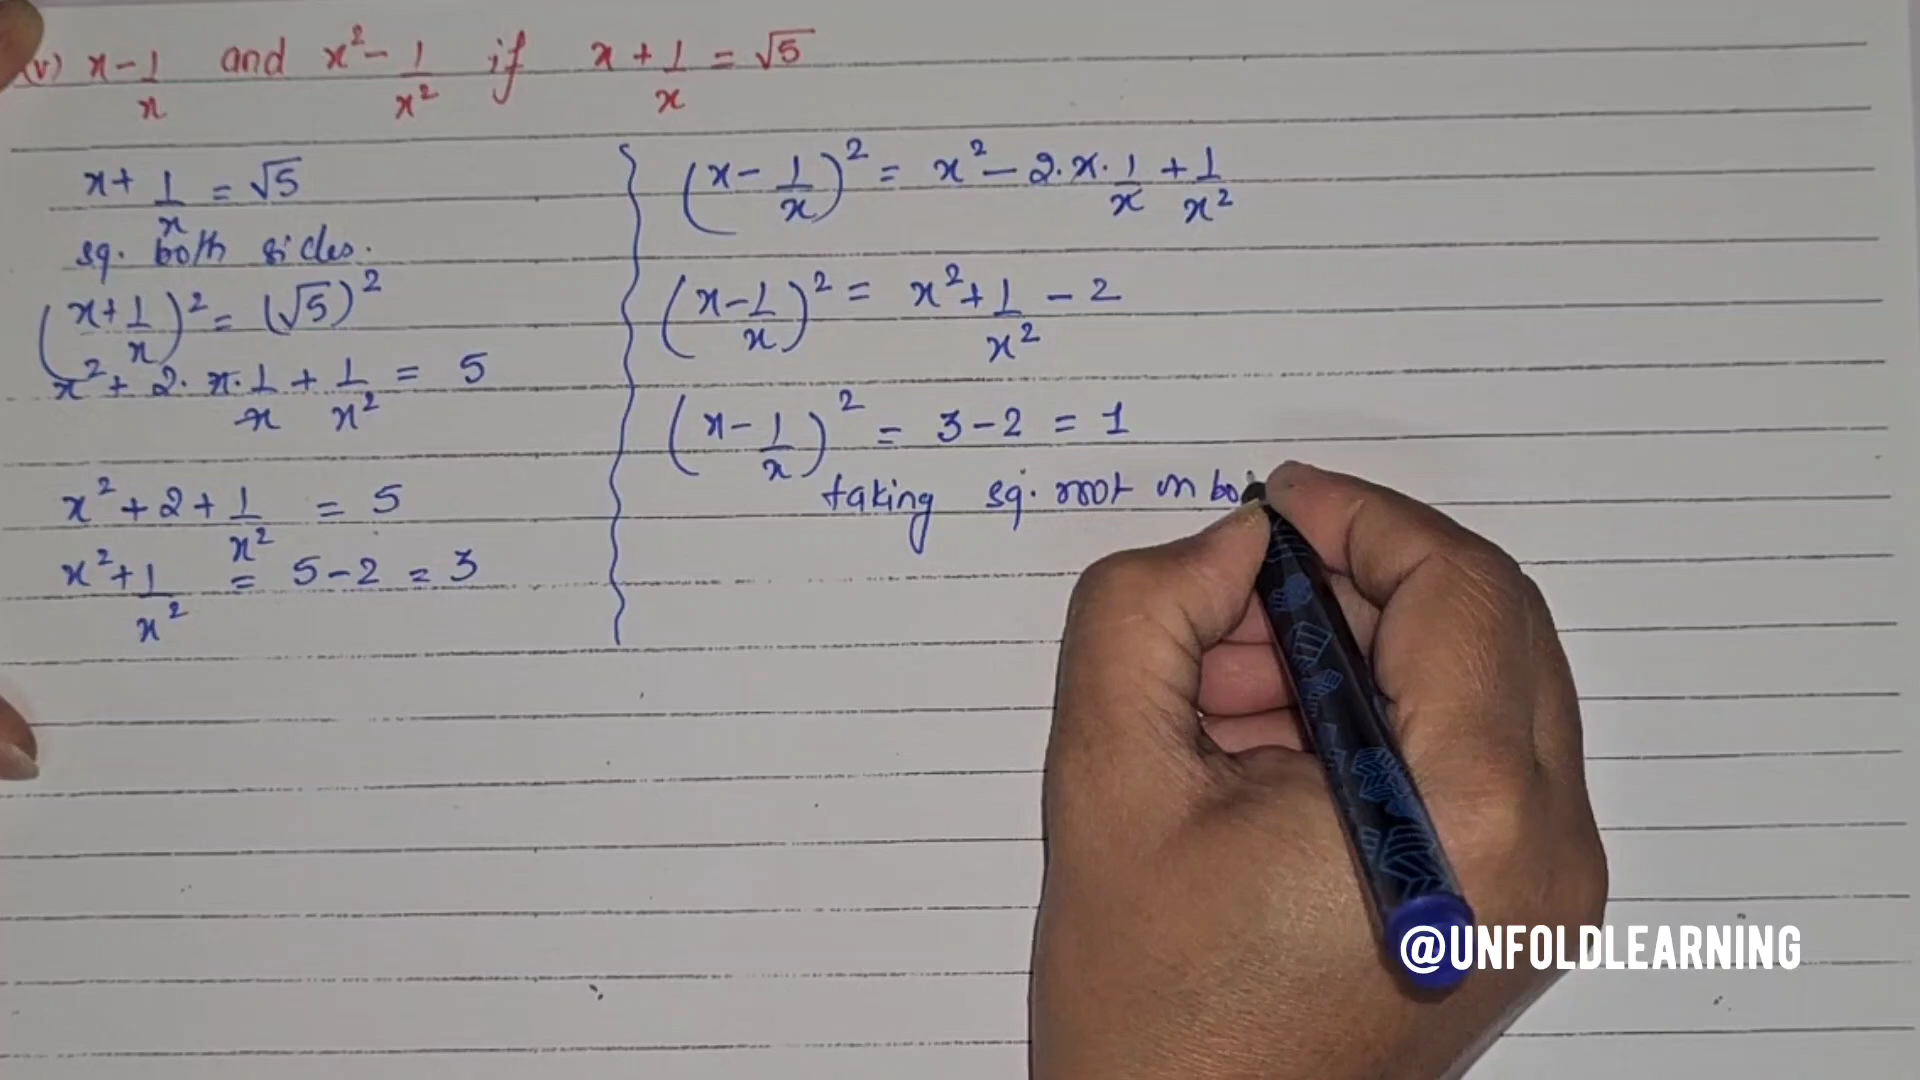 (v) x - 1/x and x² - 1/x² if x + 1/x = √5
x + 1/x = √5
sq. both sides.
(x + 1/x)² = (√5)²
x² + 2 · x · 1/x + 1/x² = 5
x² + 2 + 1/x² = 5
x² + 1/x² = 5 - 2 = 3
(x - 1/x)² = x² - 2 · x · 1/x + 1/x²
(x - 1/x)² = x² + 1/x² - 2
(x - 1/x)² = 3 - 2 = 1
taking sq. root on bo
@UNFOLDLEARNING